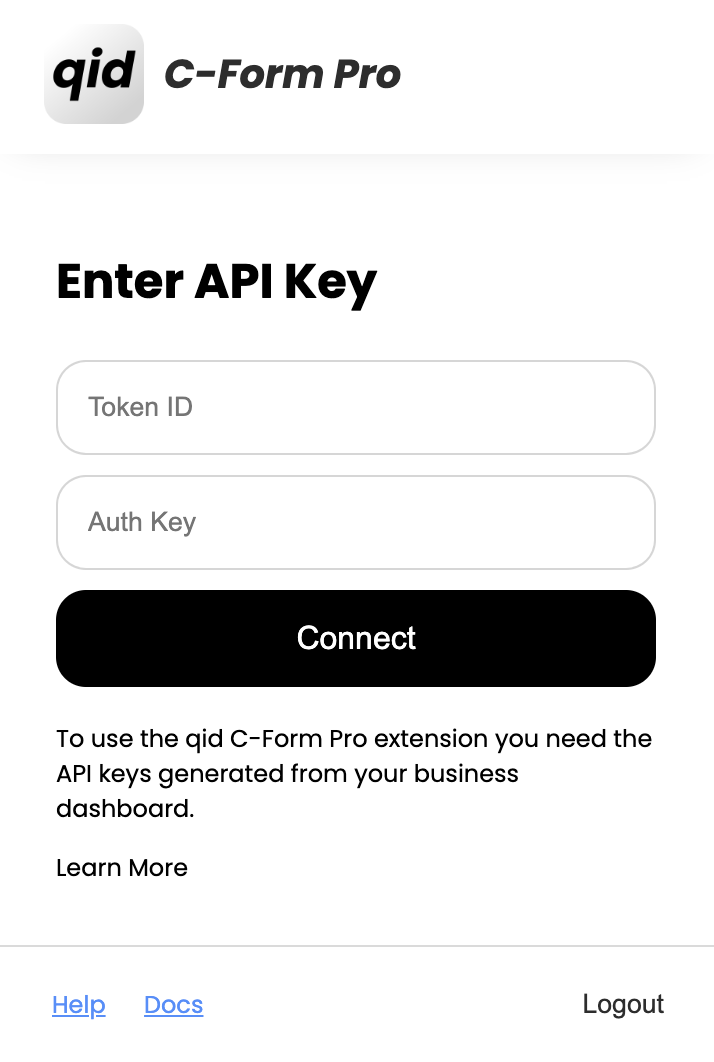 qid C-Form Pro
Enter API Key
Token ID
Auth Key
Connect
To use the qid C-Form Pro extension you need the
API keys generated from your business
dashboard.
Learn More
Help Docs Logout